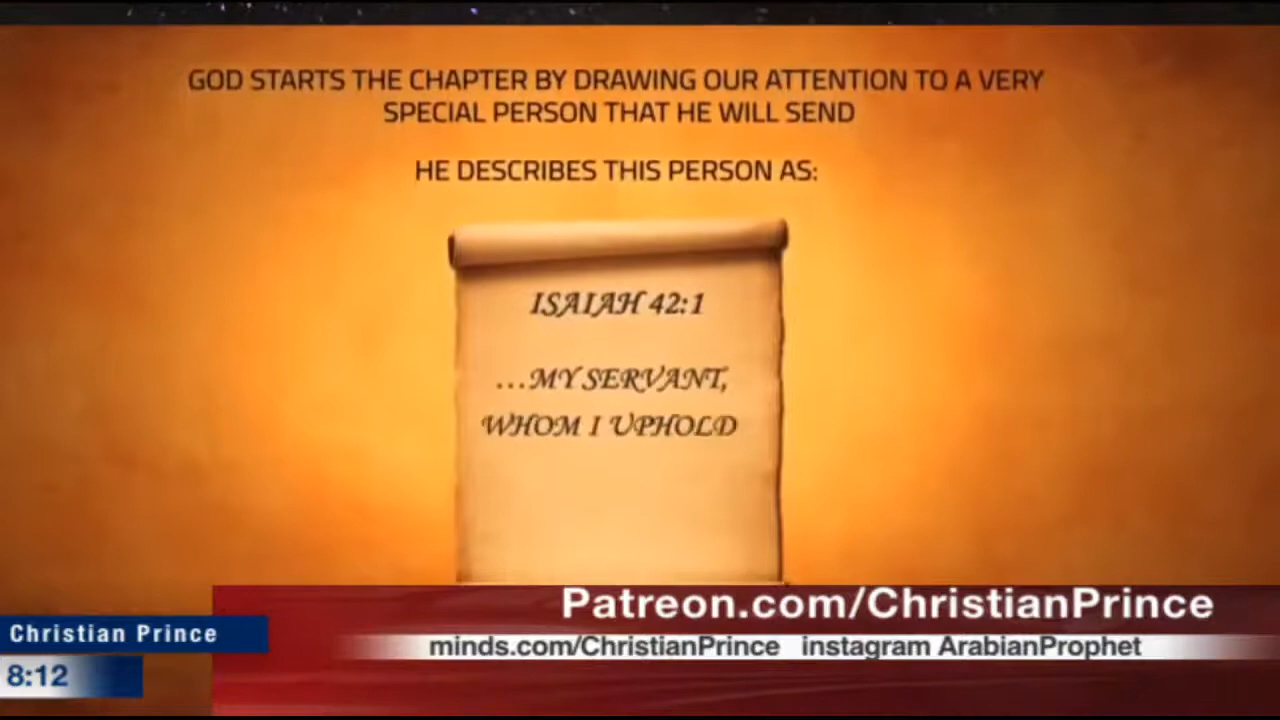 GOD STARTS THE CHAPTER BY DRAWING OUR ATTENTION TO A VERY
SPECIAL PERSON THAT HE WILL SEND
HE DESCRIBES THIS PERSON AS:
ISAIAH 42:1
...MY SERVANT,
WHOM I UPHOLD
Patreon.com/ChristianPrince
Christian Prince
minds.com/ChristianPrince instagram ArabianProphet
8:12